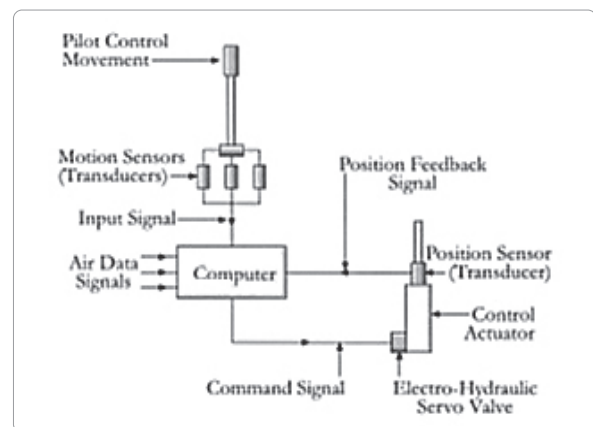 Pilot Control
Movement
Motion Sensors
(Transducers)
Position Feedback
Signal
Input Signal
Air Data
Signals
Computer
Position Sensor
(Transducer)
Control
Actuator
Command Signal
Electro-Hydraulic
Servo Valve